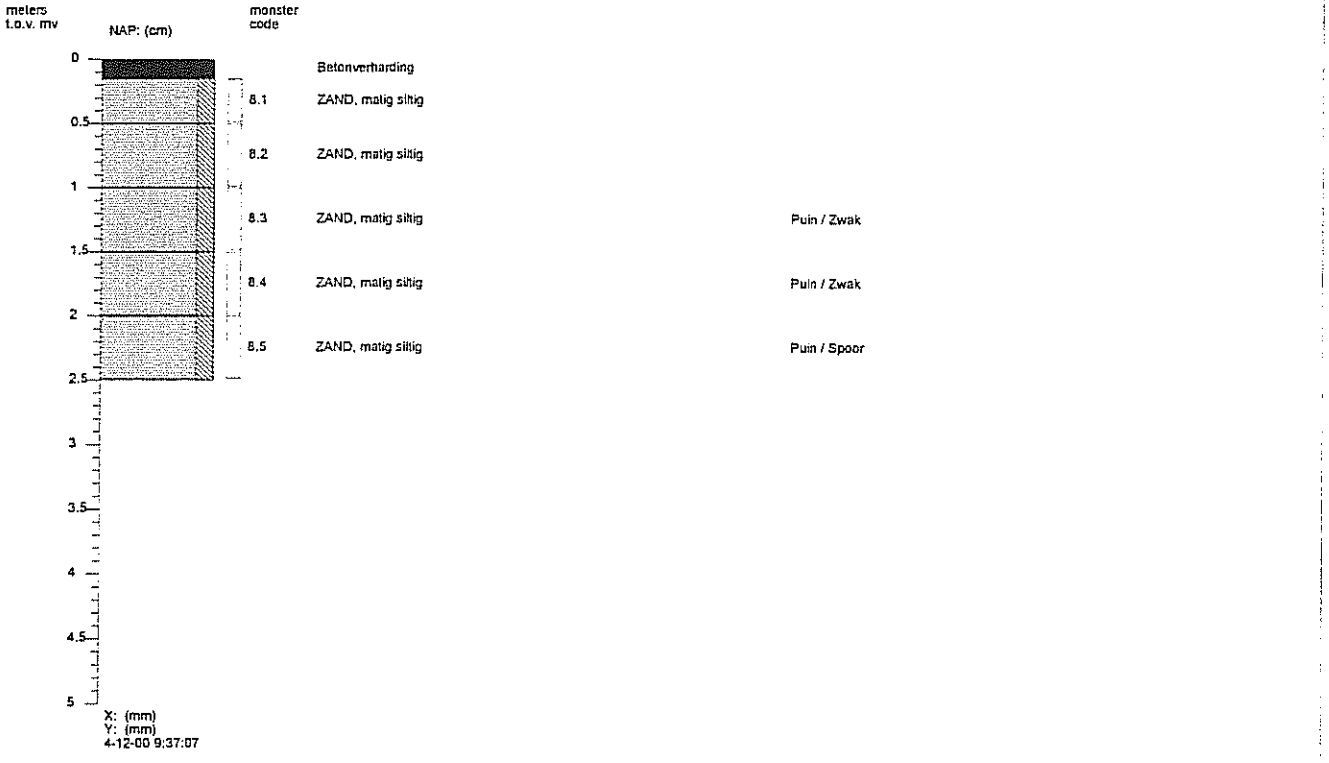 meters
t.o.v. mv
NAP: (cm)
monster
code
0
Betonverharding
8.1 ZAND, matig siltig
0.5
8.2 ZAND, matig siltig
1
8.3 ZAND, matig siltig Puin / Zwak
1.5
8.4 ZAND, matig siltig Puin / Zwak
2
8.5 ZAND, matig siltig Puin / Spoor
2.5
3
3.5
4
4.5
5
X: (mm)
Y: (mm)
4-12-00 9:37:07